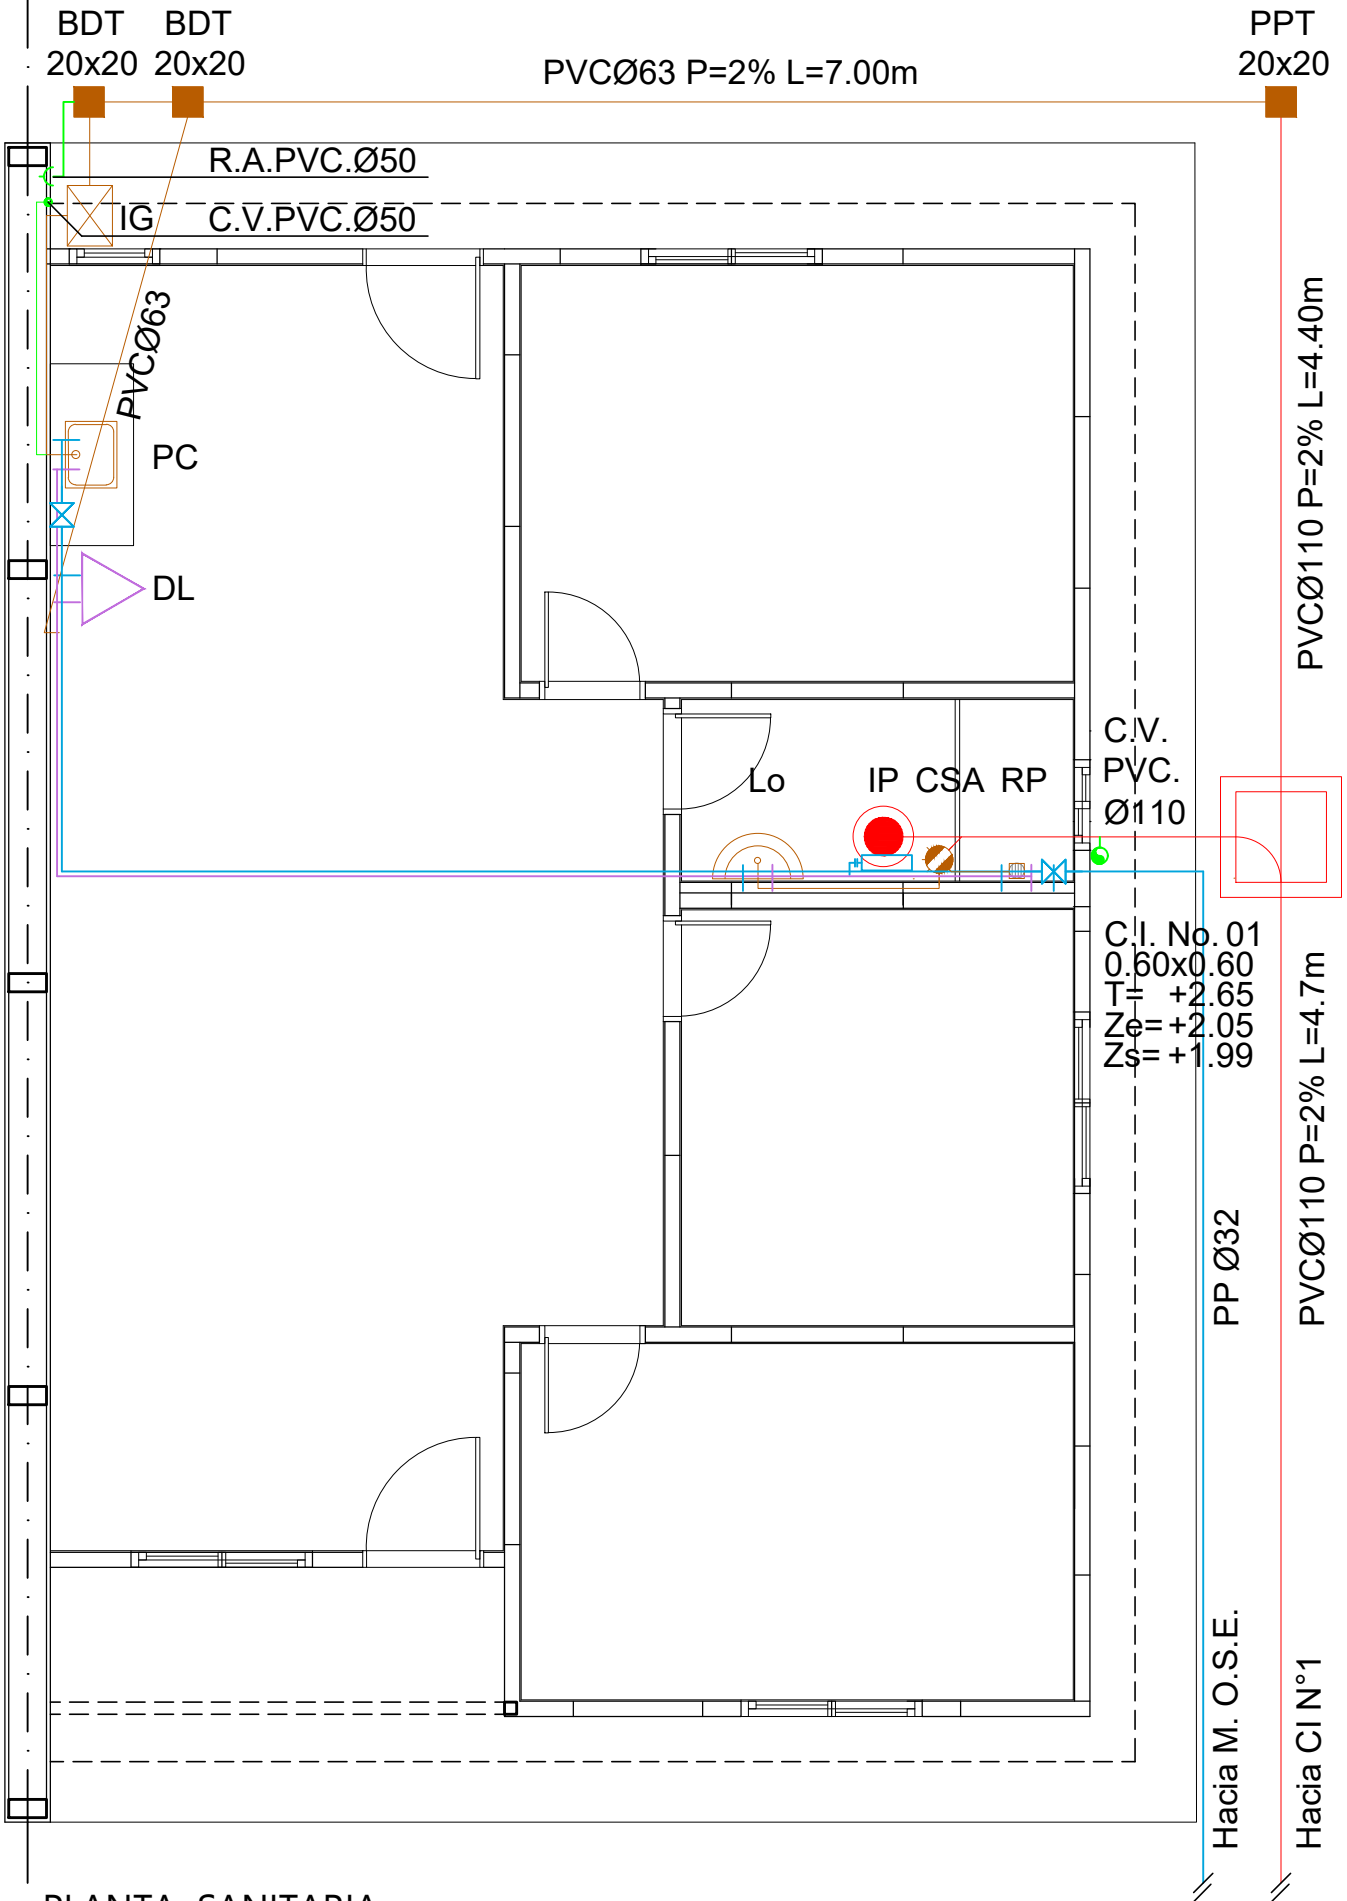 BDT
20x20
BDT
20x20
PVCØ63 P=2% L=7.00m
PPT
20x20
R.A.PVC.Ø50
IG
C.V.PVC.Ø50
PVCØ63
PVCØ110 P=2% L=4.40m
PC
DL
C.V.
PVC.
Ø110
Lo
IP
CSA
RP
C.I. No. 01
0.60x0.60
T= +2.65
Ze= +2.05
Zs= +1.99
PVCØ110 P=2% L=4.7m
PP Ø32
Hacia M. O.S.E.
Hacia CI N°1
PLANTA SANITARIA